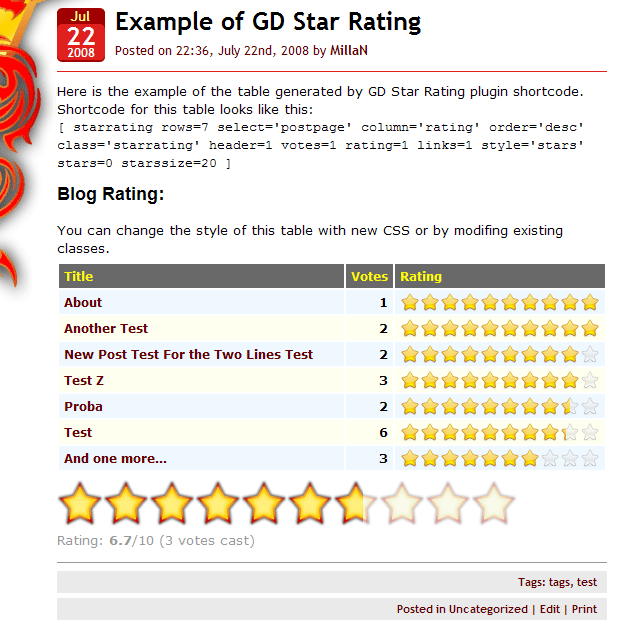 Jul
22
2008
Example of GD Star Rating
Posted on 22:36, July 22nd, 2008 by MillaN
Here is the example of the table generated by GD Star Rating plugin shortcode.
Shortcode for this table looks like this:
[ starrating rows=7 select='postpage' column='rating' order='desc'
class='starrating' header=1 votes=1 rating=1 links=1 style='stars'
stars=0 starssize=20 ]
Blog Rating:
You can change the style of this table with new CSS or by modifing existing
classes.
Title Votes Rating
About 1
Another Test 2
New Post Test For the Two Lines Test 2
Test Z 3
Proba 2
Test 6
And one more... 3
Rating: 6.7/10 (3 votes cast)
Tags: tags, test
Posted in Uncategorized | Edit | Print